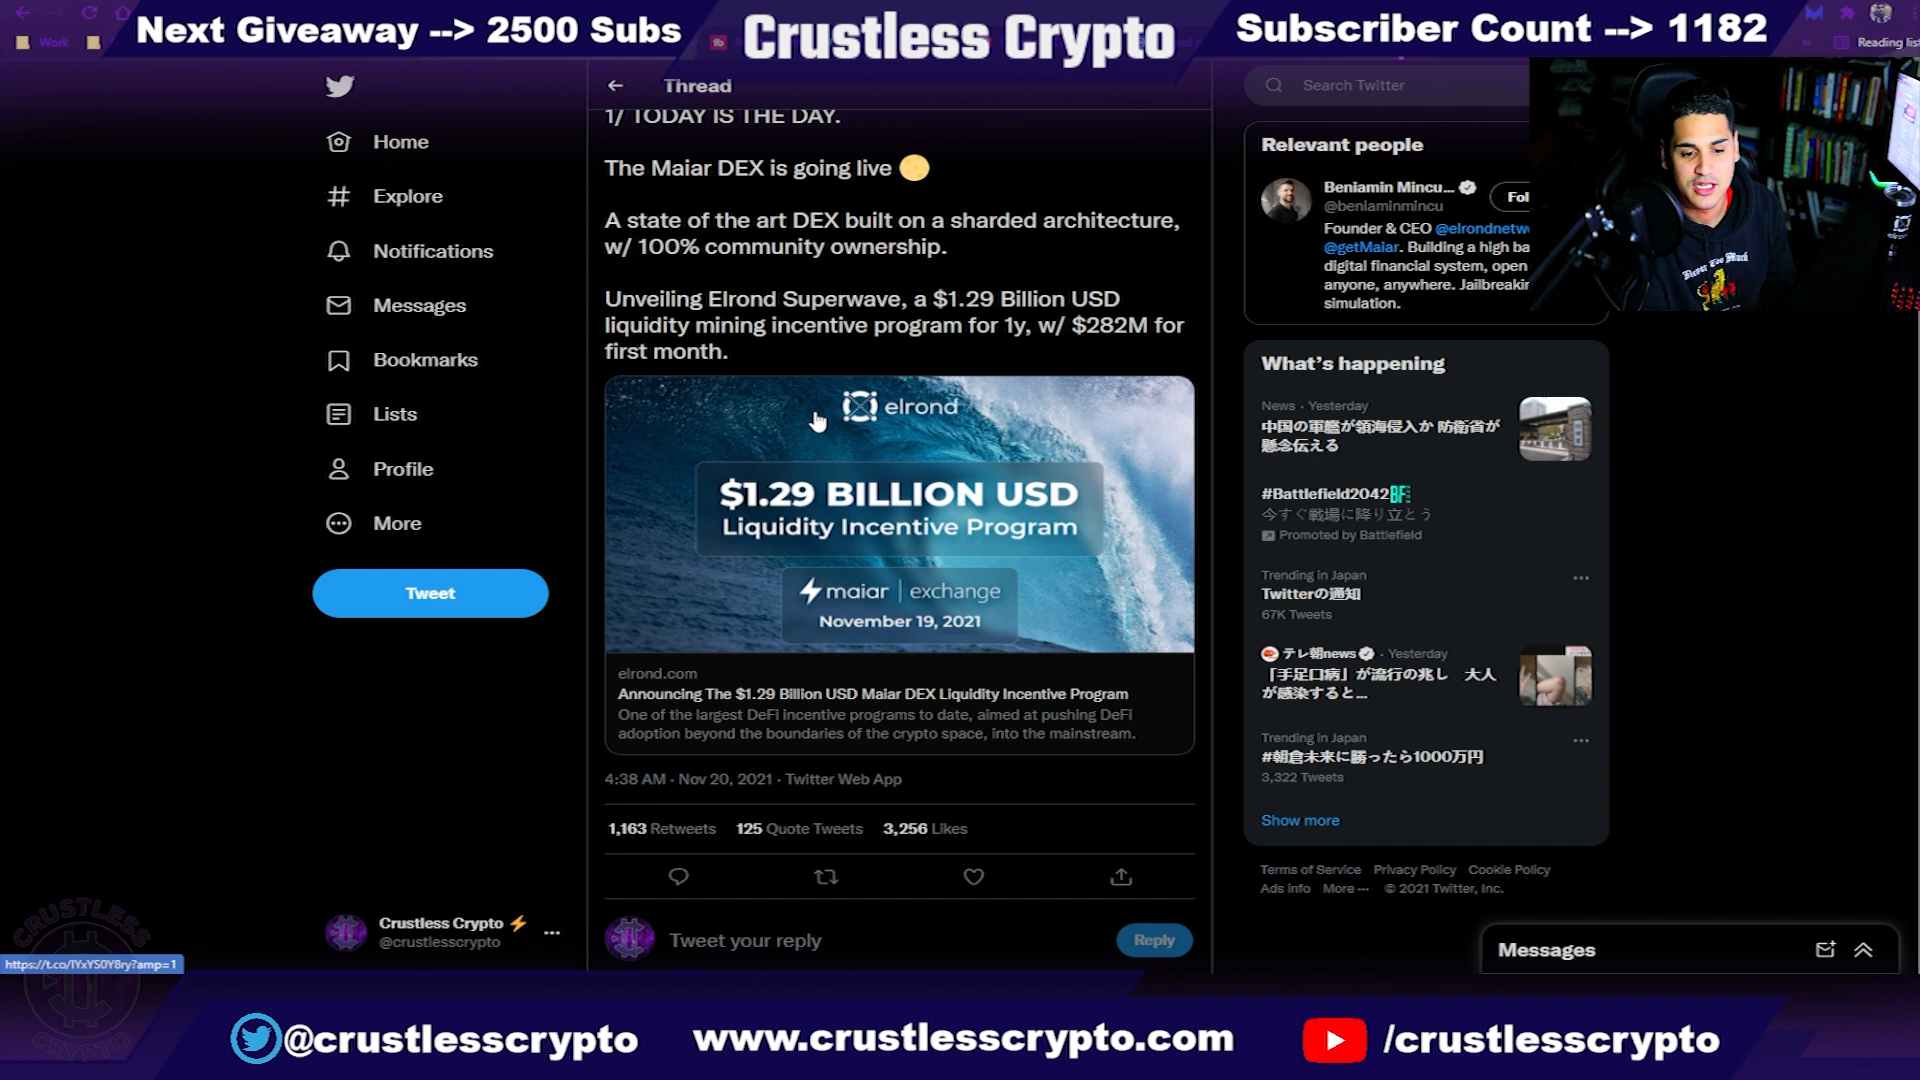 Next Giveaway --> 2500 Subs
Crustless Crypto
Subscriber Count --> 1182
Work
Reading list
Thread
Search Twitter
1/ TODAY IS THE DAY.
The Maiar DEX is going live
A state of the art DEX built on a sharded architecture,
w/ 100% community ownership.
Unveiling Elrond Superwave, a $1.29 Billion USD
liquidity mining incentive program for 1y, w/ $282M for
first month.
elrond
$1.29 BILLION USD
Liquidity Incentive Program
maiar | exchange
November 19, 2021
elrond.com
Announcing The $1.29 Billion USD Maiar DEX Liquidity Incentive Program
One of the largest DeFi incentive programs to date, aimed at pushing DeFi
adoption beyond the boundaries of the crypto space, into the mainstream.
4:38 AM · Nov 20, 2021 · Twitter Web App
1,163 Retweets 125 Quote Tweets 3,256 Likes
Tweet your reply
Reply
Home
Explore
Notifications
Messages
Bookmarks
Lists
Profile
More
Tweet
Crustless Crypto
@crustlesscrypto
https://t.co/IYxYS0Y8ry?amp=1
CRUSTLESS
CRYPTO
Relevant people
Beniamin Mincu...
@beniaminmincu
Fol
Founder & CEO @elrondnetw
@getMaiar. Building a high ba
digital financial system, open
anyone, anywhere. Jailbreakin
simulation.
Never Too Much
What's happening
News · Yesterday
中国の軍艦が領海侵入か 防衛省が
懸念伝える
#Battlefield2042
今すぐ戦場に降り立とう
Promoted by Battlefield
Trending in Japan
Twitterの通知
67K Tweets
テレ朝news · Yesterday
「手足口病」が流行の兆し 大人
が感染すると...
Trending in Japan
#朝倉未来に勝ったら1000万円
3,322 Tweets
Show more
Terms of Service Privacy Policy Cookie Policy
Ads info More ··· © 2021 Twitter, Inc.
Messages
@crustlesscrypto
www.crustlesscrypto.com
/crustlesscrypto